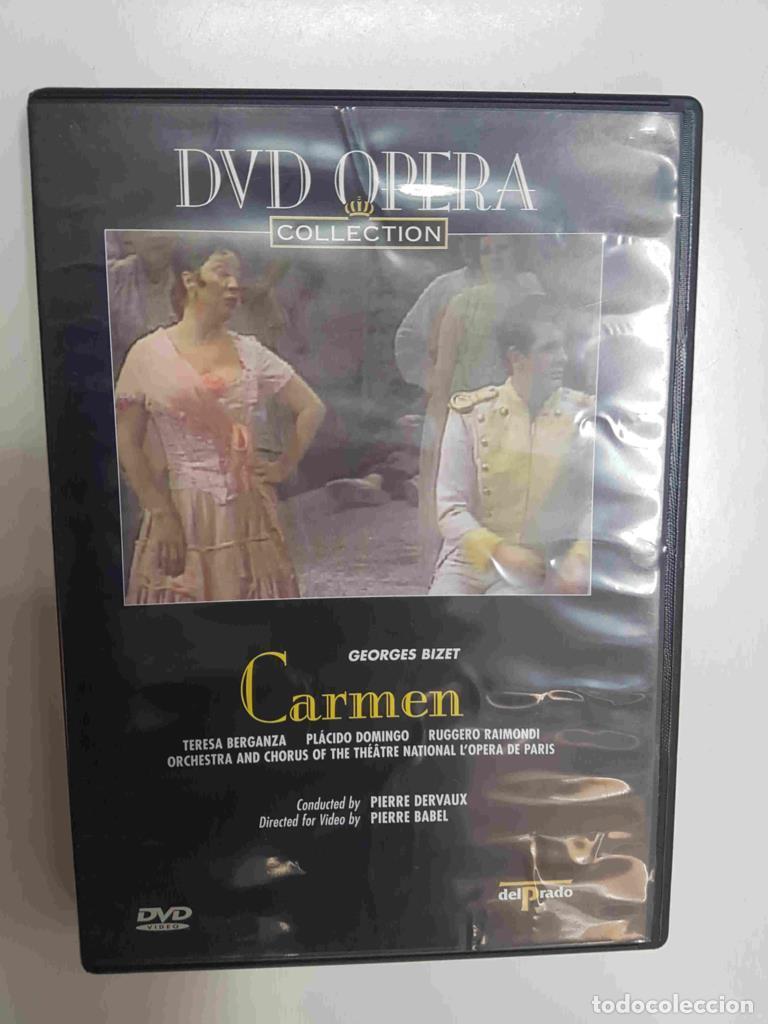 DVD OPERA
COLLECTION
GEORGES BIZET
Carmen
TERESA BERGANZA PLÁCIDO DOMINGO RUGGERO RAIMONDI
ORCHESTRA AND CHORUS OF THE THÉÂTRE NATIONAL L'OPERA DE PARIS
Conducted by PIERRE DERVAUX
Directed for Video by PIERRE BABEL
delPrado
DVD
VIDEO
todocoleccion